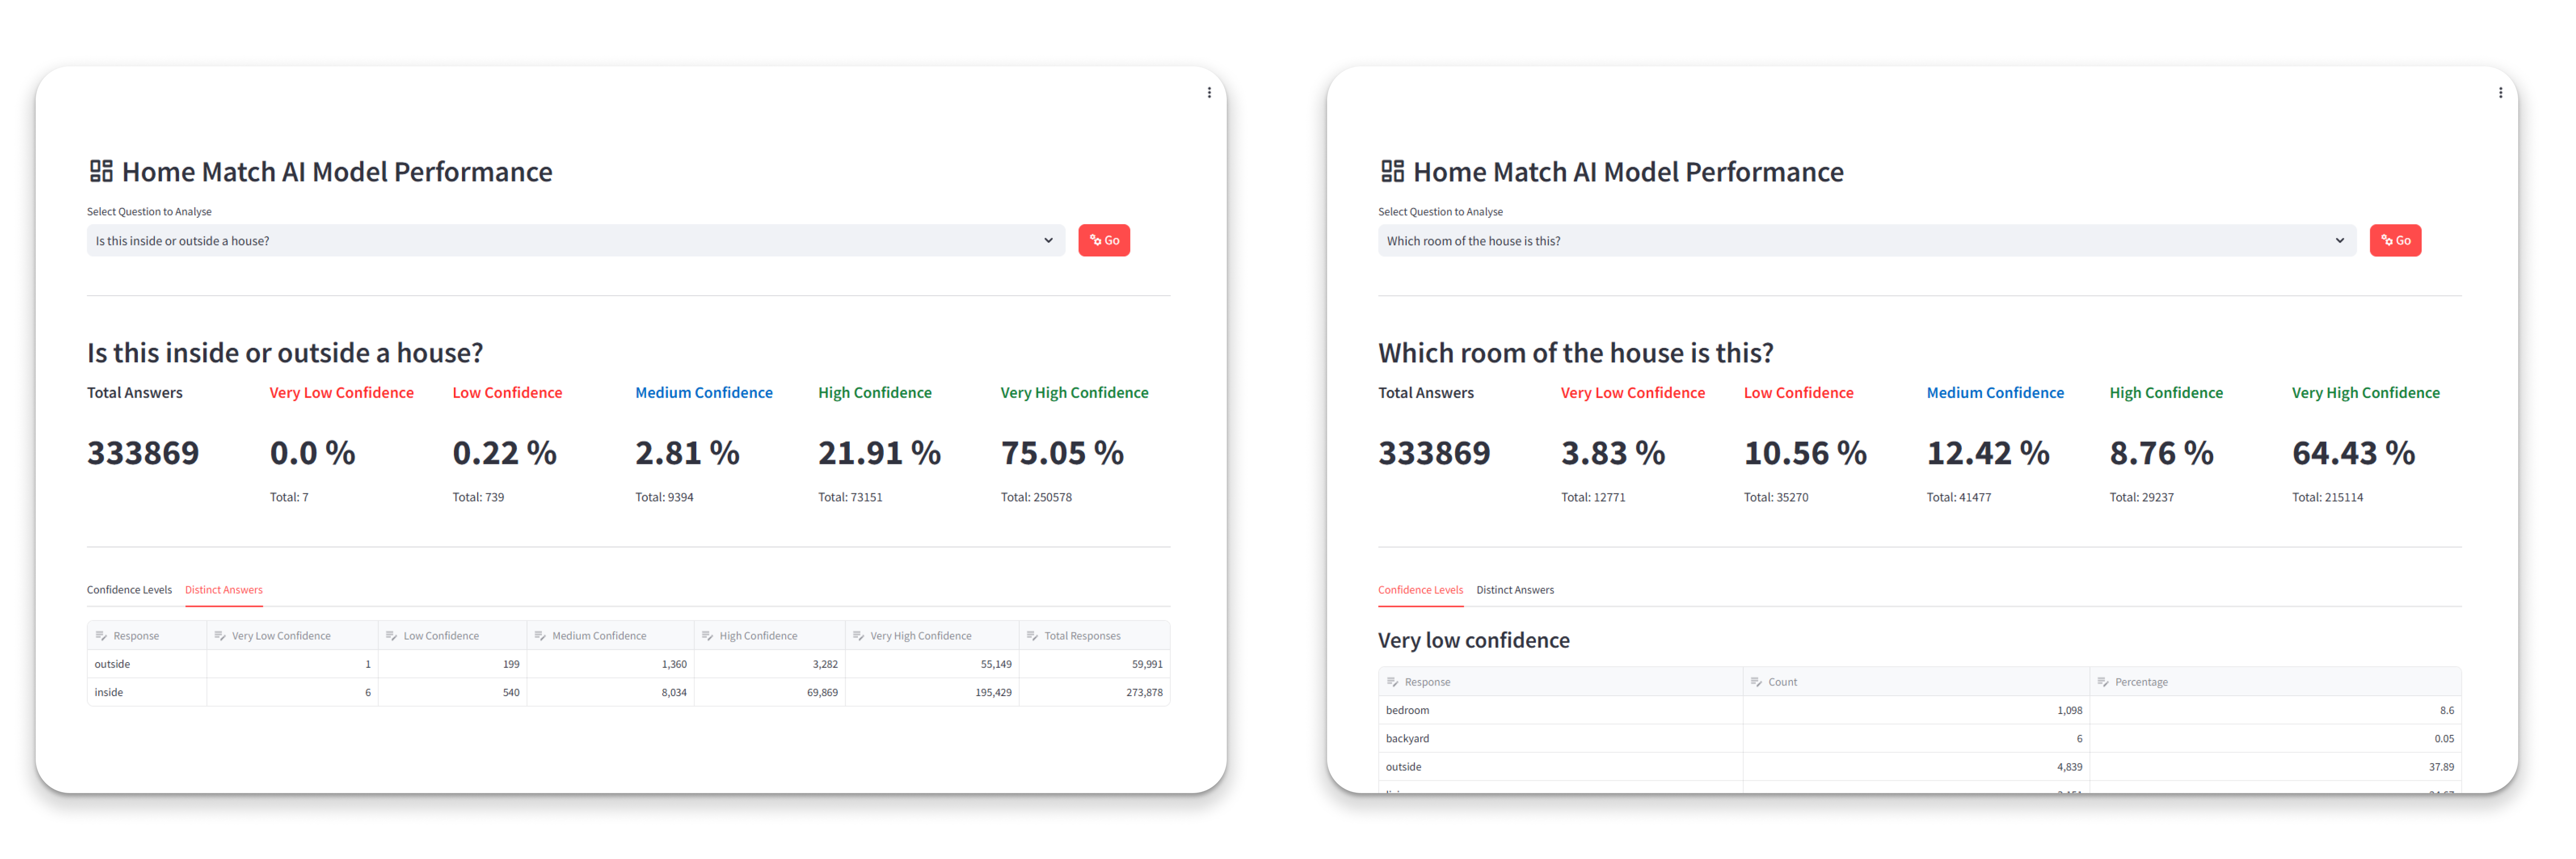 Home Match AI Model Performance
Select Question to Analyse
Is this inside or outside a house?
Go
Is this inside or outside a house?
Total Answers Very Low Confidence Low Confidence Medium Confidence High Confidence Very High Confidence
333869 0.0 % 0.22 % 2.81 % 21.91 % 75.05 %
Total: 7 Total: 739 Total: 9394 Total: 73151 Total: 250578
Confidence Levels Distinct Answers
Response Very Low Confidence Low Confidence Medium Confidence High Confidence Very High Confidence Total Responses
outside 1 199 1,360 3,282 55,149 59,991
inside 6 540 8,034 69,869 195,429 273,878
Home Match AI Model Performance
Select Question to Analyse
Which room of the house is this?
Go
Which room of the house is this?
Total Answers Very Low Confidence Low Confidence Medium Confidence High Confidence Very High Confidence
333869 3.83 % 10.56 % 12.42 % 8.76 % 64.43 %
Total: 12771 Total: 35270 Total: 41477 Total: 29237 Total: 215114
Confidence Levels Distinct Answers
Very low confidence
Response Count Percentage
bedroom 1,098 8.6
backyard 6 0.05
outside 4,839 37.89